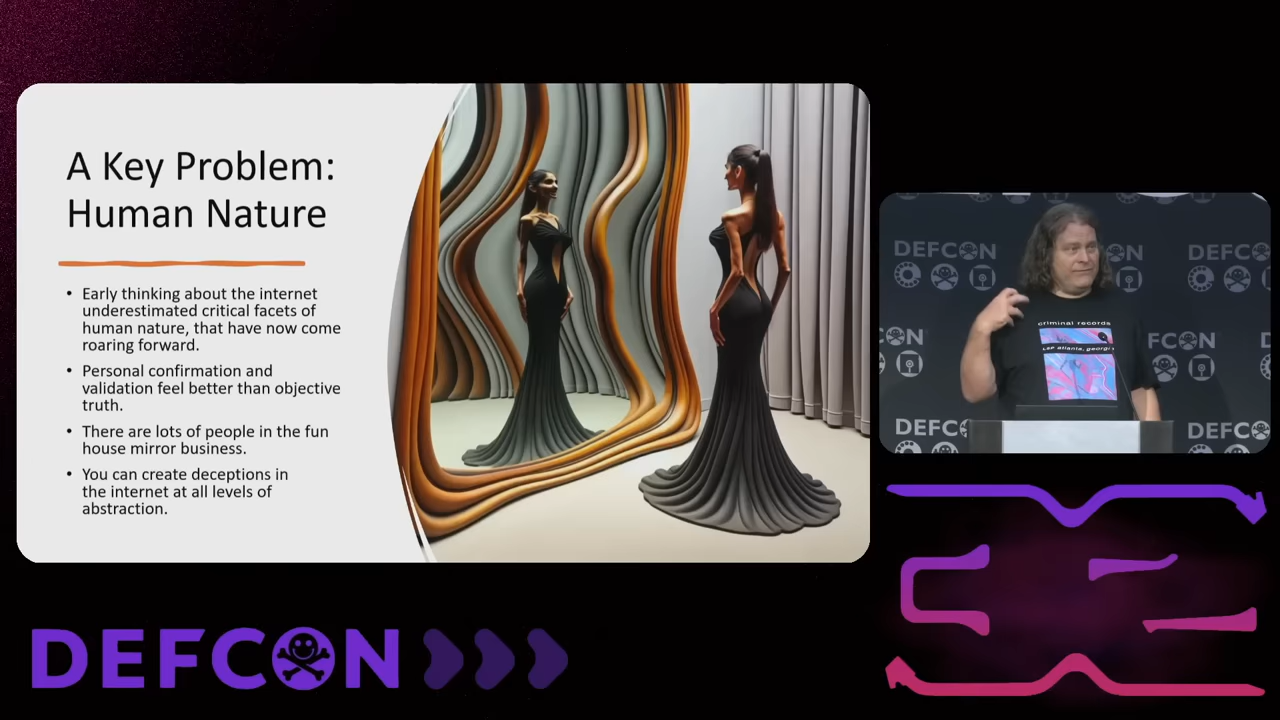 A Key Problem:
Human Nature
• Early thinking about the internet
underestimated critical facets of
human nature, that have now come
roaring forward.
• Personal confirmation and
validation feel better than objective
truth.
• There are lots of people in the fun
house mirror business.
• You can create deceptions in
the internet at all levels of
abstraction.
DEFCON
DEFCON
DEFCON
criminal records
FCON
DEFC
DEFC
DEFCON